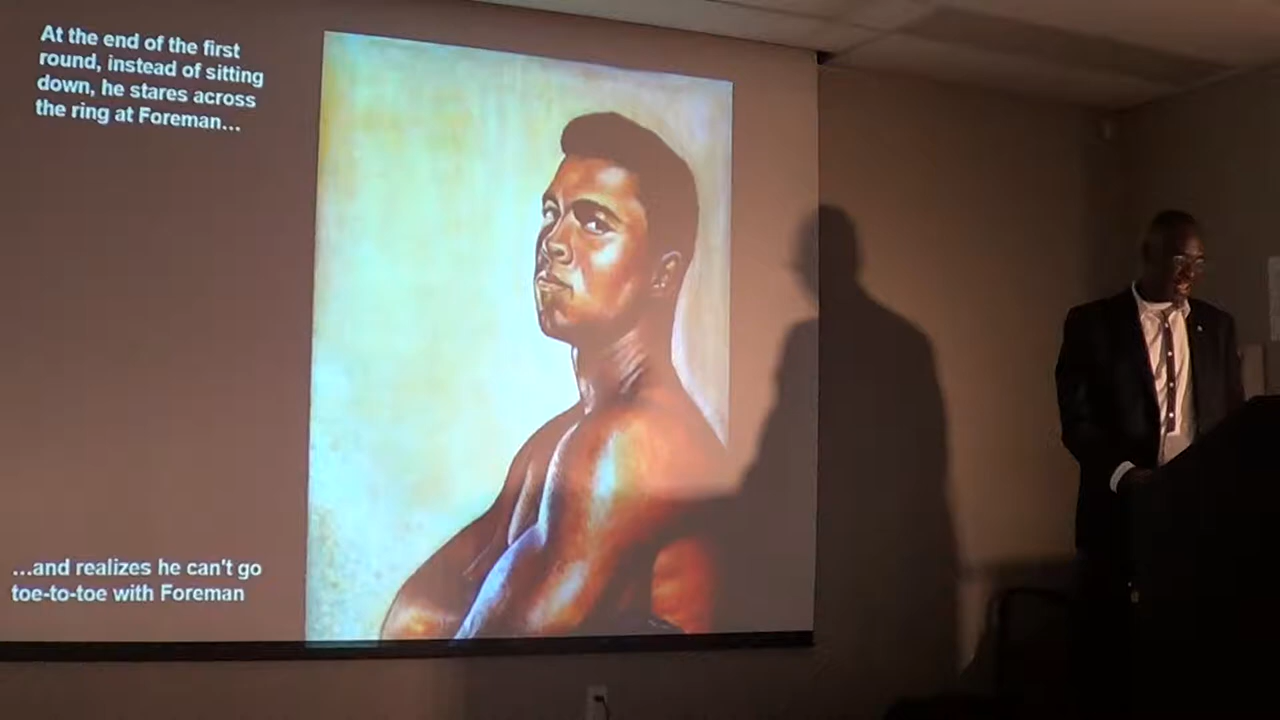 At the end of the first
round, instead of sitting
down, he stares across
the ring at Foreman...
...and realizes he can't go
toe-to-toe with Foreman